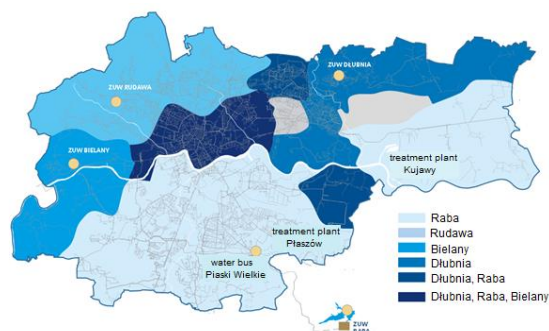 ZUW DŁUBNIA
ZUW RUDAWA
ZUW BIELANY
treatment plant
Kujawy
treatment plant
Płaszów
water bus
Piaski Wielkie
Raba
Rudawa
Bielany
Dłubnia
Dłubnia, Raba
Dłubnia, Raba, Bielany
ZUW
RABA